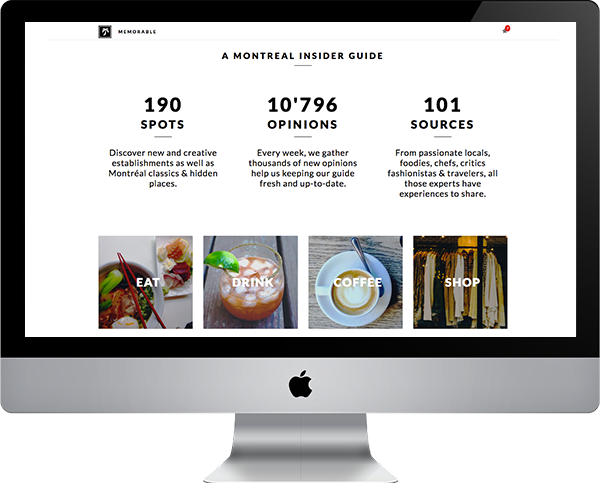 MEMORABLE
A MONTREAL INSIDER GUIDE
190
SPOTS
Discover new and creative
establishments as well as
Montréal classics & hidden
places.
10'796
OPINIONS
Every week, we gather
thousands of new opinions
help us keeping our guide
fresh and up-to-date.
101
SOURCES
From passionate locals,
foodies, chefs, critics
fashionistas & travelers, all
those experts have
experiences to share.
EAT
DRINK
COFFEE
SHOP